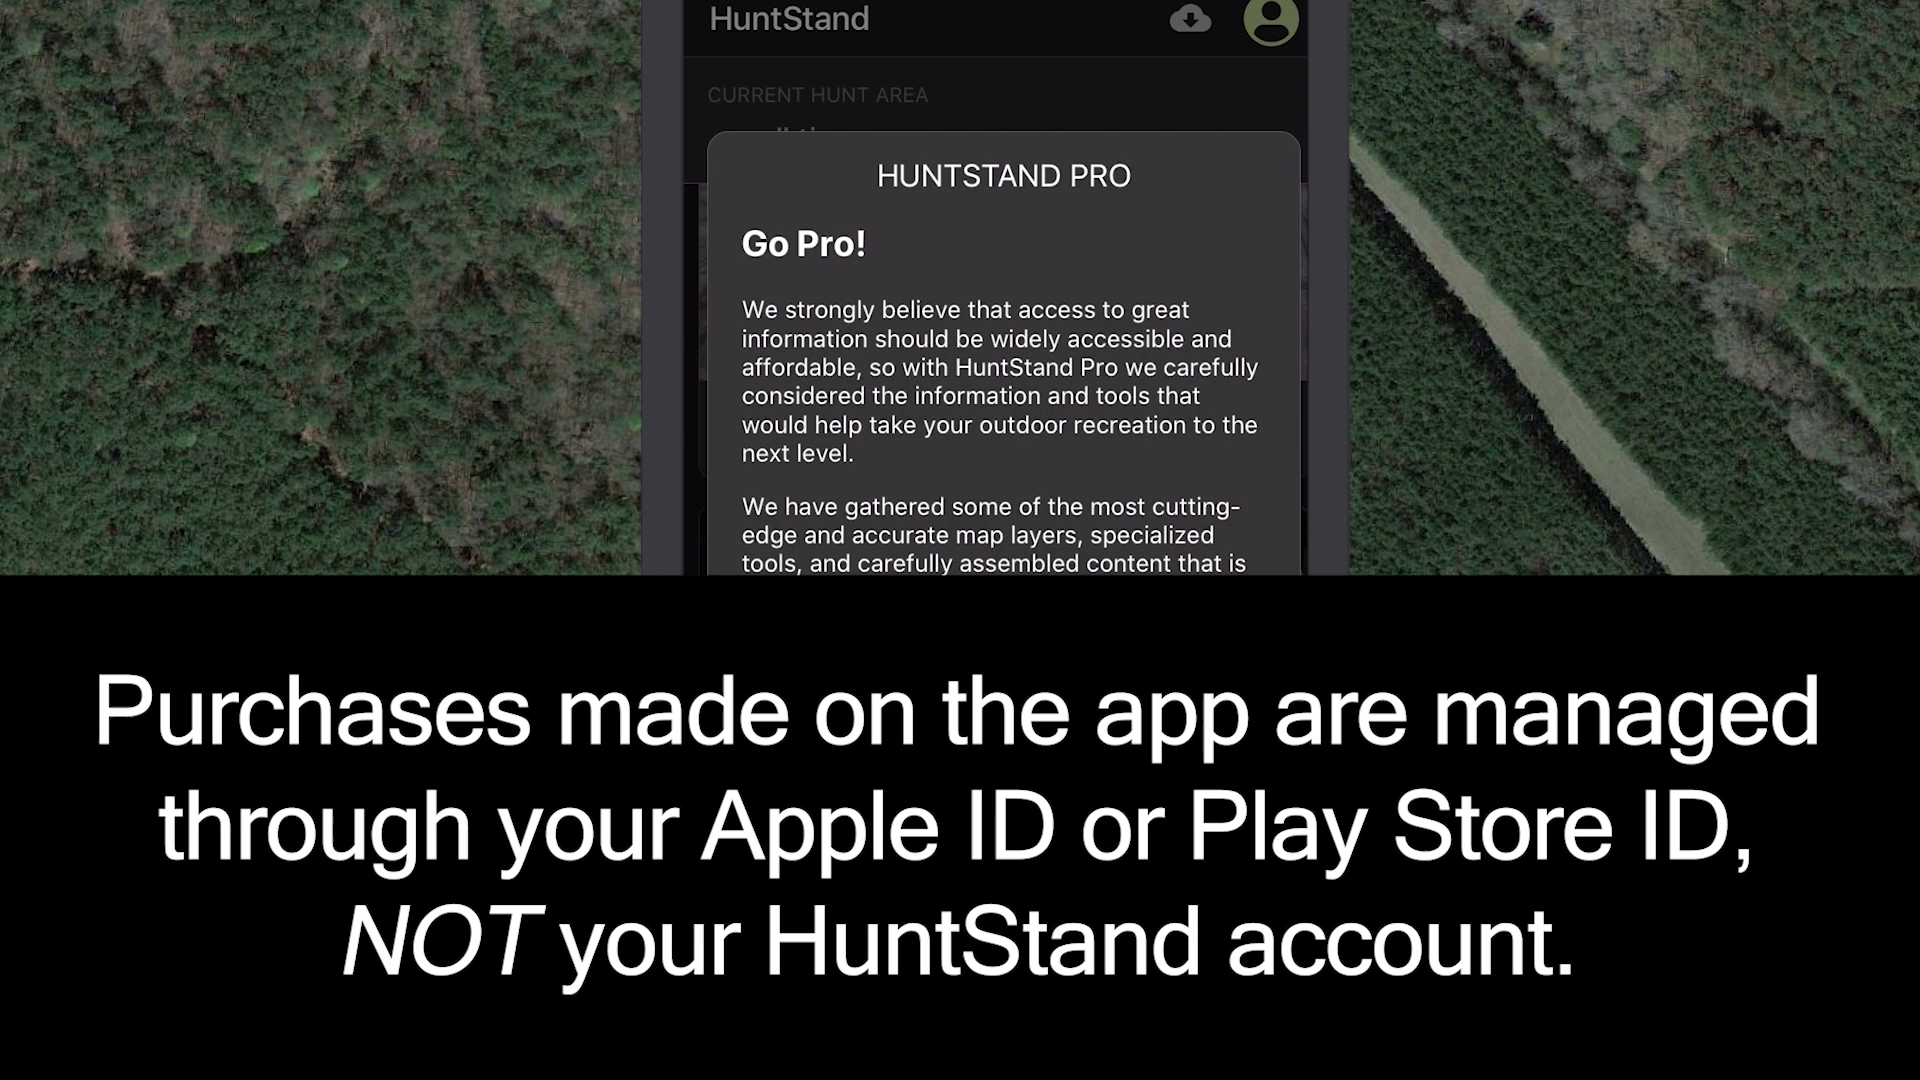 HuntStand
CURRENT HUNT AREA
HUNTSTAND PRO
Go Pro!
We strongly believe that access to great
information should be widely accessible and
affordable, so with HuntStand Pro we carefully
considered the information and tools that
would help take your outdoor recreation to the
next level.
We have gathered some of the most cutting-
edge and accurate map layers, specialized
tools, and carefully assembled content that is
Purchases made on the app are managed
through your Apple ID or Play Store ID,
NOT your HuntStand account.